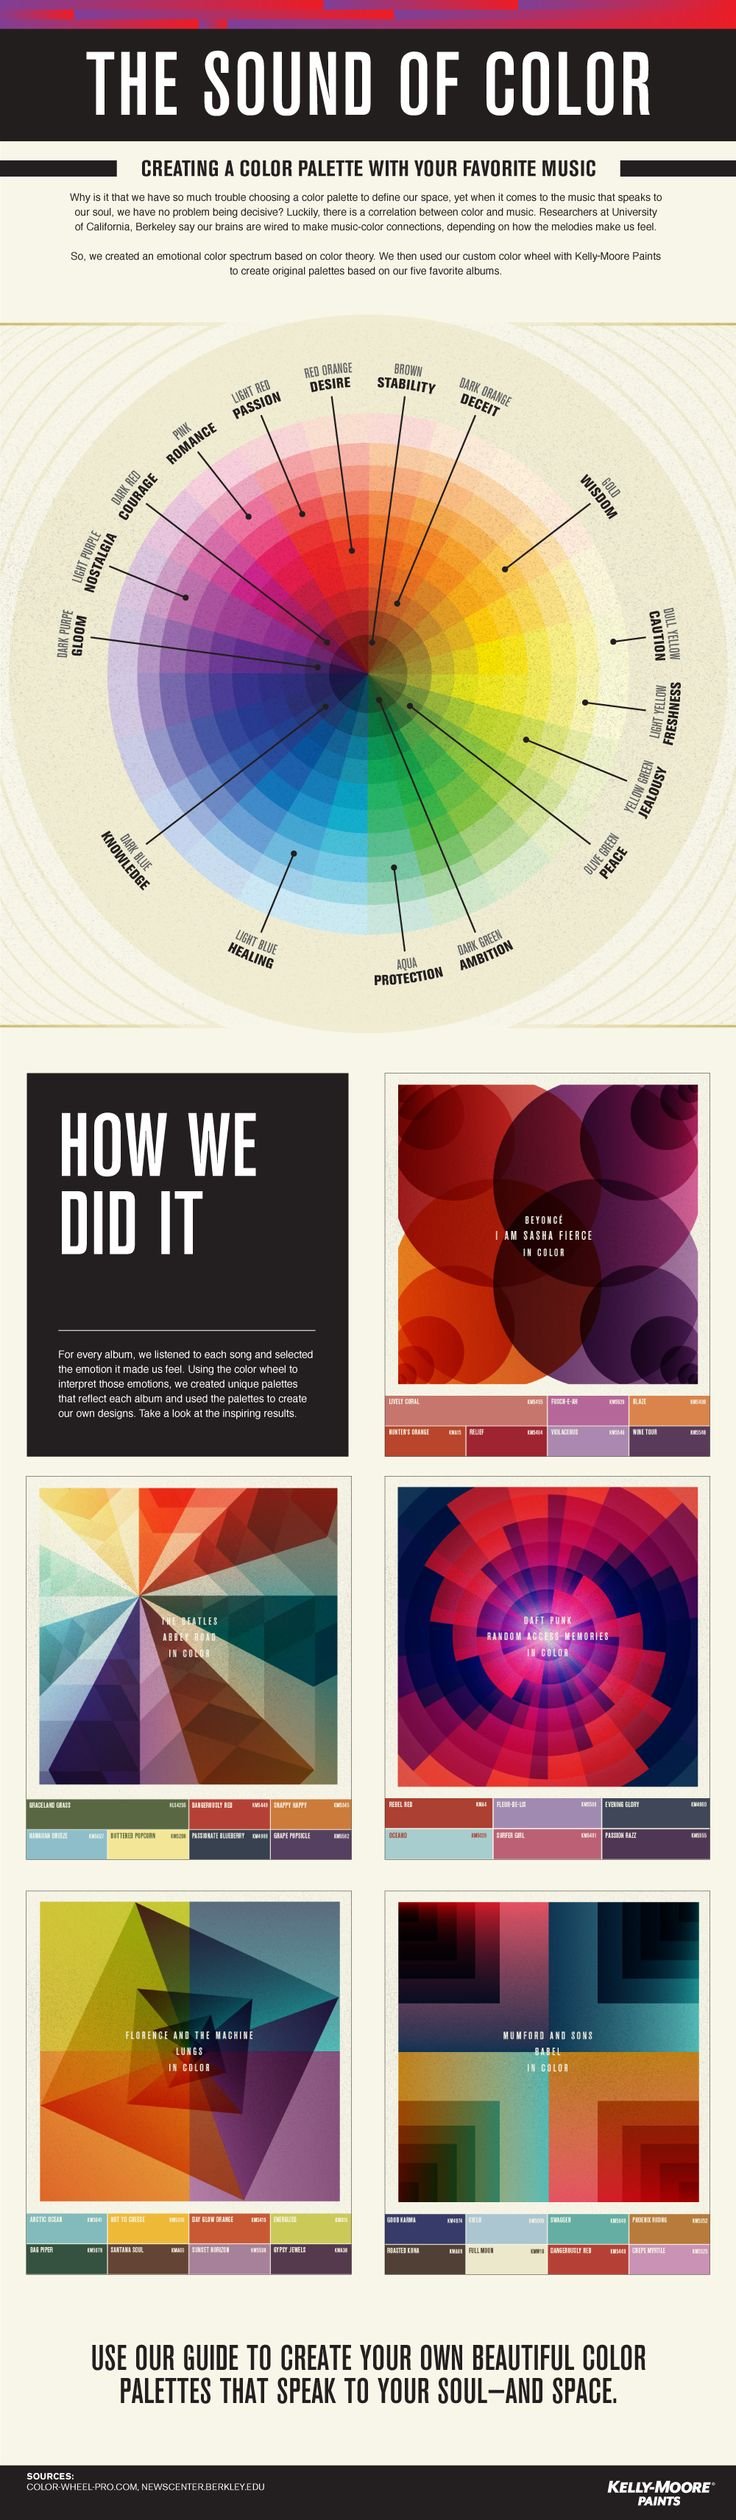 THE SOUND OF COLOR
CREATING A COLOR PALETTE WITH YOUR FAVORITE MUSIC
Why is it that we have so much trouble choosing a color palette to define our space, yet when it comes to the music that speaks to
our soul, we have no problem being decisive? Luckily, there is a correlation between color and music. Researchers at University
of California, Berkeley say our brains are wired to make music-color connections, depending on how the melodies make us feel.
So, we created an emotional color spectrum based on color theory. We then used our custom color wheel with Kelly-Moore Paints
to create original palettes based on our five favorite albums.
RED ORANGE
DESIRE
BROWN
STABILITY
LIGHT RED
PASSION
DARK ORANGE
DECEIT
PINK
ROMANCE
DARK RED
COURAGE
GOLD
WISDOM
LIGHT PURPLE
NOSTALGIA
DARK PURPE
GLOOM
DULL YELLOW
CAUTION
LIGHT YELLOW
FRESHNESS
YELLOW GREEN
JEALOUSY
OLIVE GREEN
PEACE
DARK BLUE
KNOWLEDGE
LIGHT BLUE
HEALING
AQUA
PROTECTION
DARK GREEN
AMBITION
HOW WE
DID IT
For every album, we listened to each song and selected
the emotion it made us feel. Using the color wheel to
interpret those emotions, we created unique palettes
that reflect each album and used the palettes to create
our own designs. Take a look at the inspiring results.
BEYONCÉ
I AM SASHA FIERCE
IN COLOR
LIVELY CORAL
FUSCH-E-AH
BLAZE
HUNTER'S ORANGE
RELIEF
VIOLACEOUS
WINE TOUR
THE BEATLES
ABBEY ROAD
IN COLOR
GRACELAND GRASS
DANGEROUSLY RED
SNAPPY HAPPY
HAWAIIAN BREEZE
BUTTERED POPCORN
PASSIONATE BLUEBERRY
GRAPE POPSICLE
DAFT PUNK
RANDOM ACCESS MEMORIES
IN COLOR
REBEL RED
FLEUR-DE-LIS
EVENING GLORY
OCEANO
SURFER GIRL
PASSION RAZZ
FLORENCE AND THE MACHINE
LUNGS
IN COLOR
ARCTIC OCEAN
DAY GLOW ORANGE
ENERGIZED
BAG PIPER
SANTANA SOUL
SUNSET HORIZON
GYPSY JEWELS
MUMFORD AND SONS
BABEL
IN COLOR
GOOD KARMA
SWAGGER
PHOENIX RISING
ROASTED KONA
FULL MOON
DANGEROUSLY RED
CREPE MYRTLE
USE OUR GUIDE TO CREATE YOUR OWN BEAUTIFUL COLOR
PALETTES THAT SPEAK TO YOUR SOUL—AND SPACE.
SOURCES:
COLOR-WHEEL-PRO.COM, NEWSCENTER.BERKLEY.EDU
KELLY-MOORE®
PAINTS